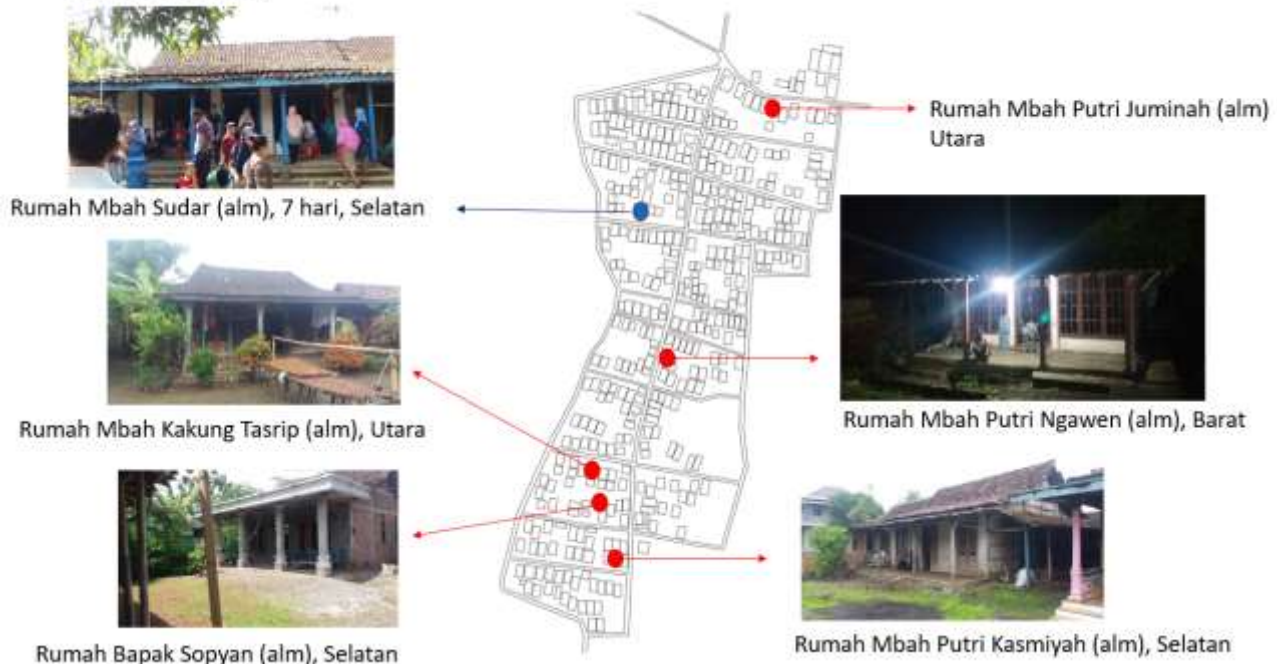 Rumah Mbah Putri Juminah (alm)
Utara
Rumah Mbah Sudar (alm), 7 hari, Selatan
Rumah Mbah Kakung Tasrip (alm), Utara
Rumah Mbah Putri Ngawen (alm), Barat
Rumah Bapak Sopyan (alm), Selatan
Rumah Mbah Putri Kasmiyah (alm), Selatan